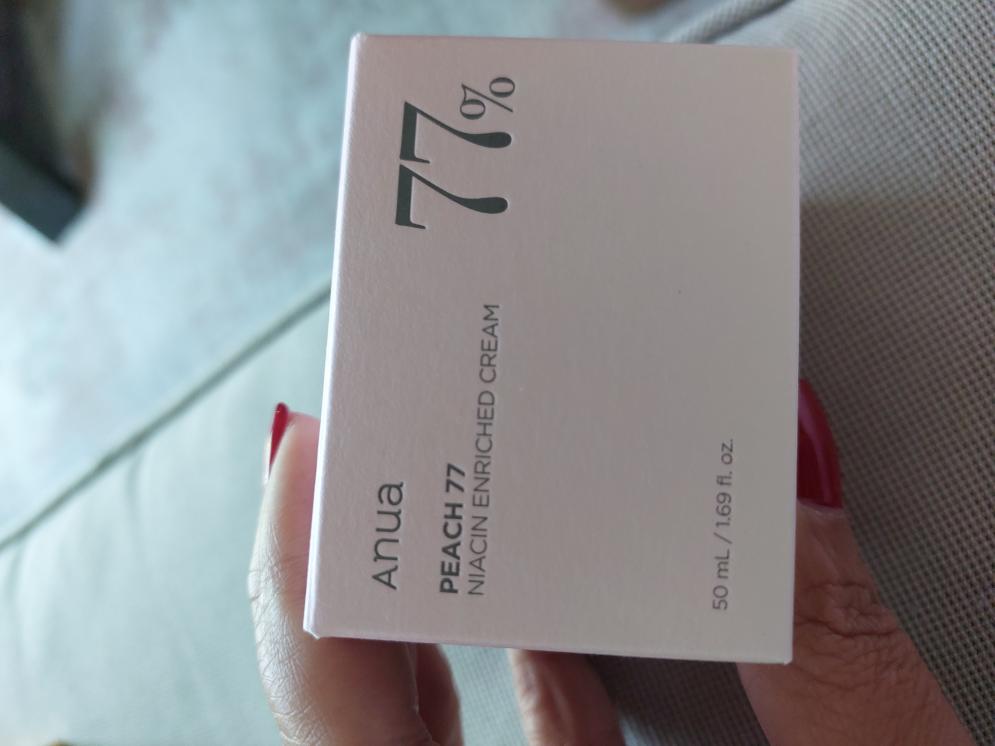 77%
Anua
PEACH 77
NIACIN ENRICHED CREAM
50 mL / 1.69 fl. oz.